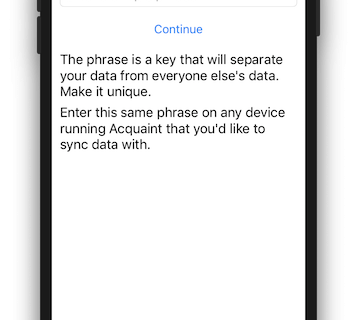 Continue
The phrase is a key that will separate
your data from everyone else's data.
Make it unique.
Enter this same phrase on any device
running Acquaint that you'd like to
sync data with.